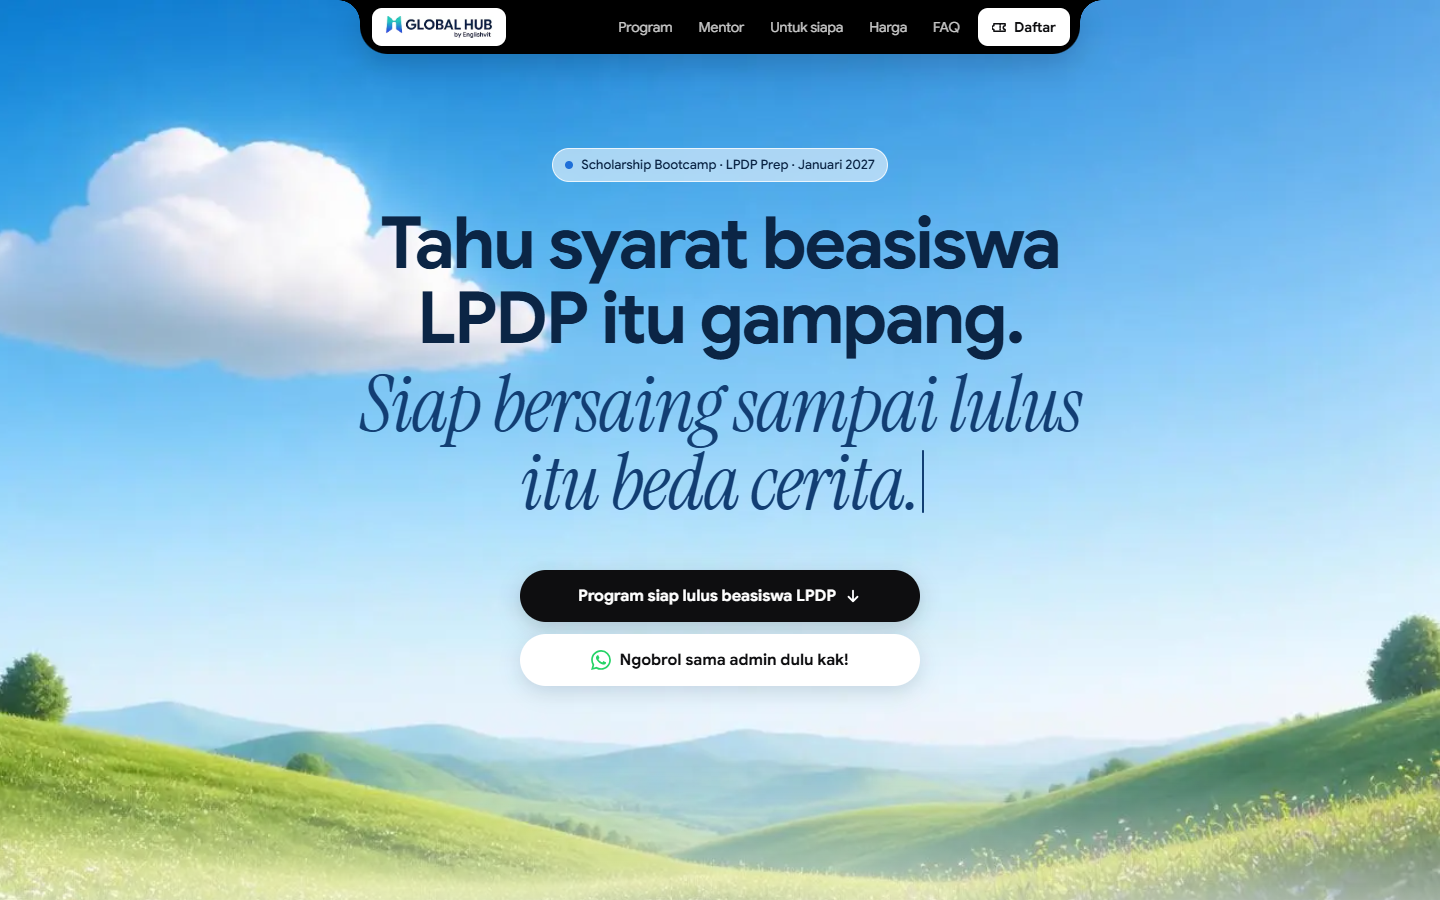 GLOBAL HUB
by Englishvit
Program Mentor Untuk siapa Harga FAQ Daftar
Scholarship Bootcamp · LPDP Prep · Januari 2027
Tahu syarat beasiswa
LPDP itu gampang.
Siap bersaing sampai lulus
itu beda cerita.
Program siap lulus beasiswa LPDP ↓
Ngobrol sama admin dulu kak!